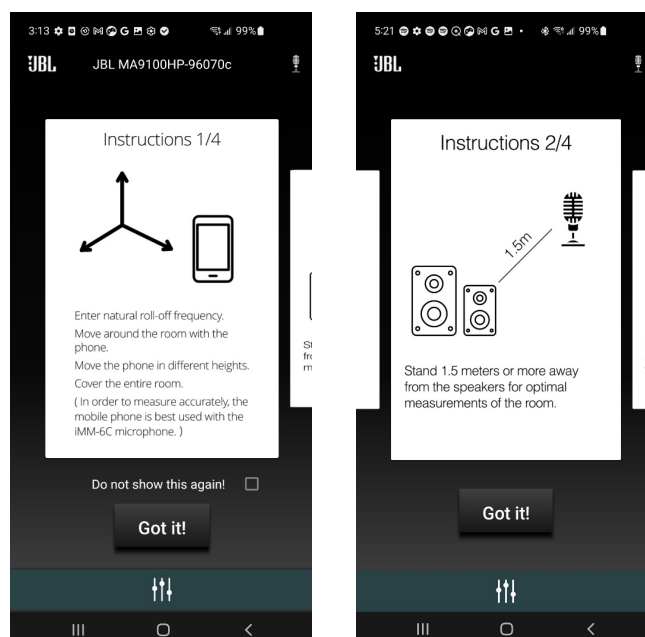 3:13 99%
JBL JBL MA9100HP-96070c
Instructions 1/4
Enter natural roll-off frequency.
Move around the room with the
phone.
Move the phone in different heights.
Cover the entire room.
( In order to measure accurately, the
mobile phone is best used with the
iMM-6C microphone. )
Do not show this again!
Got it!
5:21 99%
JBL
Instructions 2/4
1.5m
Stand 1.5 meters or more away
from the speakers for optimal
measurements of the room.
Got it!